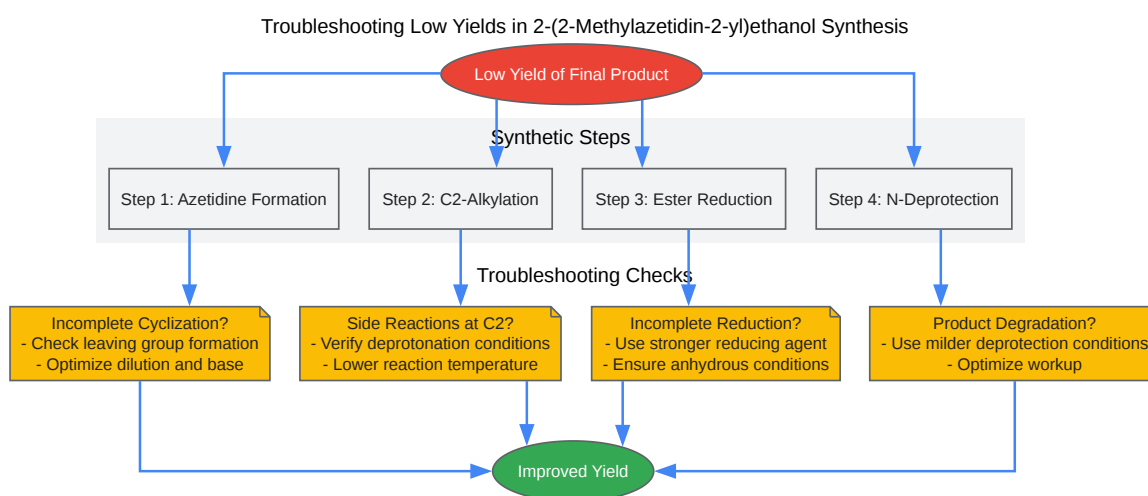 Troubleshooting Low Yields in 2-(2-Methylazetidin-2-yl)ethanol Synthesis
Low Yield of Final Product
Synthetic Steps
Step 1: Azetidine Formation
Step 2: C2-Alkylation
Step 3: Ester Reduction
Step 4: N-Deprotection
Troubleshooting Checks
Incomplete Cyclization?
- Check leaving group formation
- Optimize dilution and base
Side Reactions at C2?
- Verify deprotonation conditions
- Lower reaction temperature
Incomplete Reduction?
- Use stronger reducing agent
- Ensure anhydrous conditions
Product Degradation?
- Use milder deprotection conditions
- Optimize workup
Improved Yield